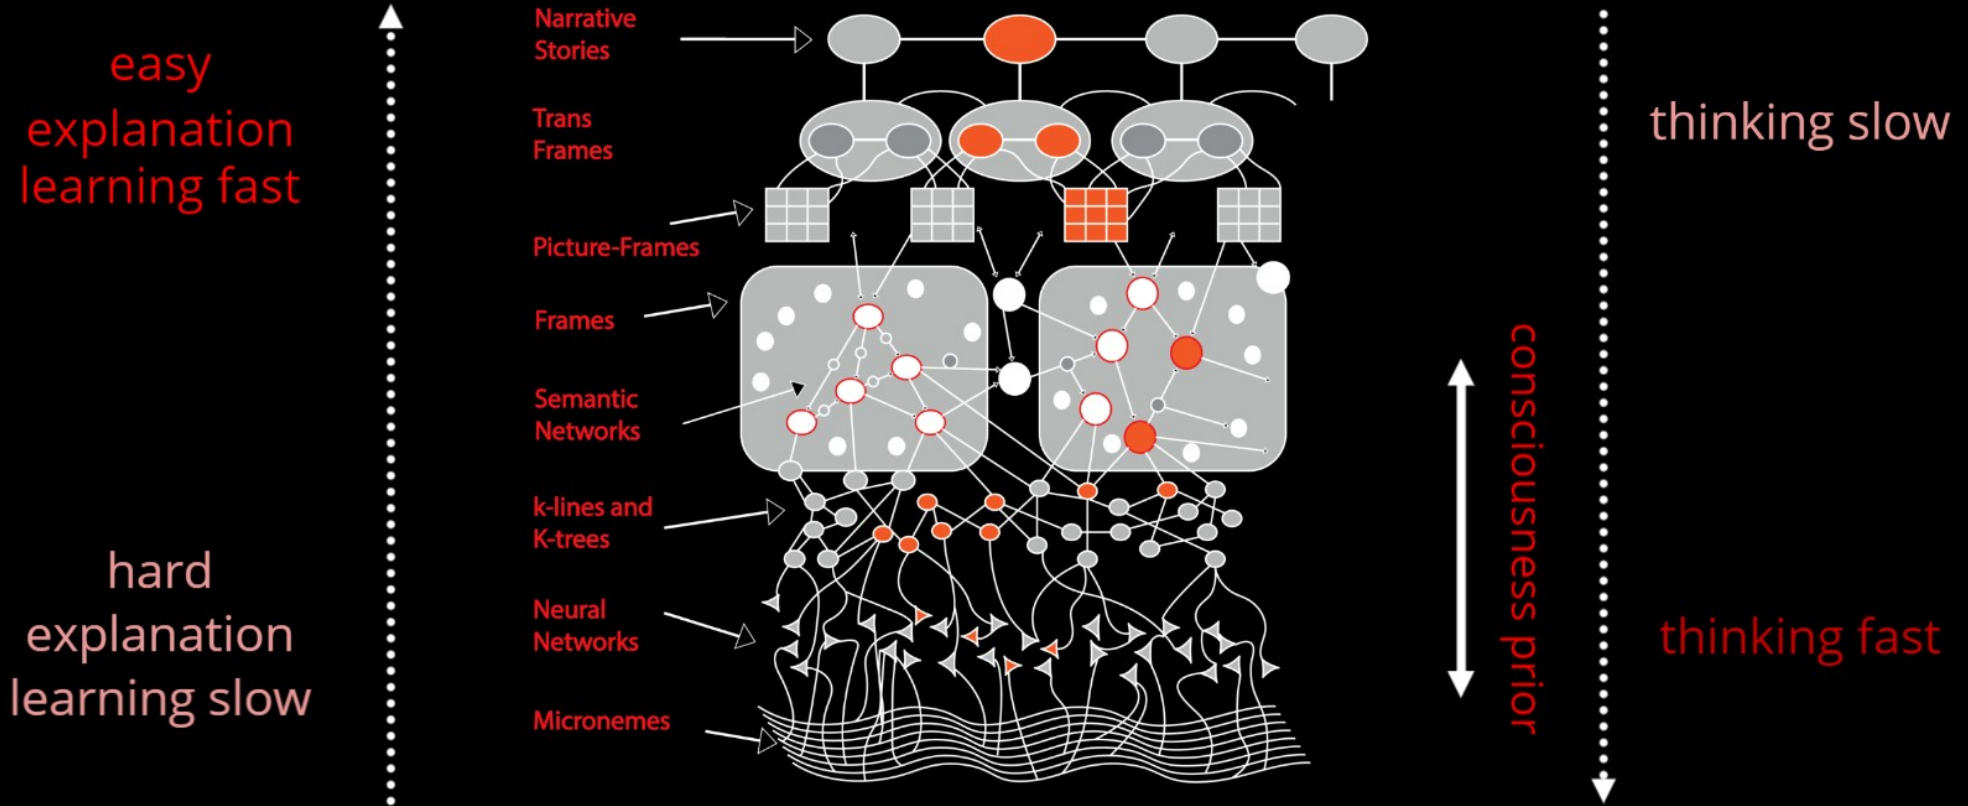 easy
explanation
learning fast
hard
explanation
learning slow
Narrative
Stories
Trans
Frames
Picture-Frames
Frames
Semantic
Networks
k-lines and
K-trees
Neural
Networks
Micronemes
consciousness prior
thinking slow
thinking fast